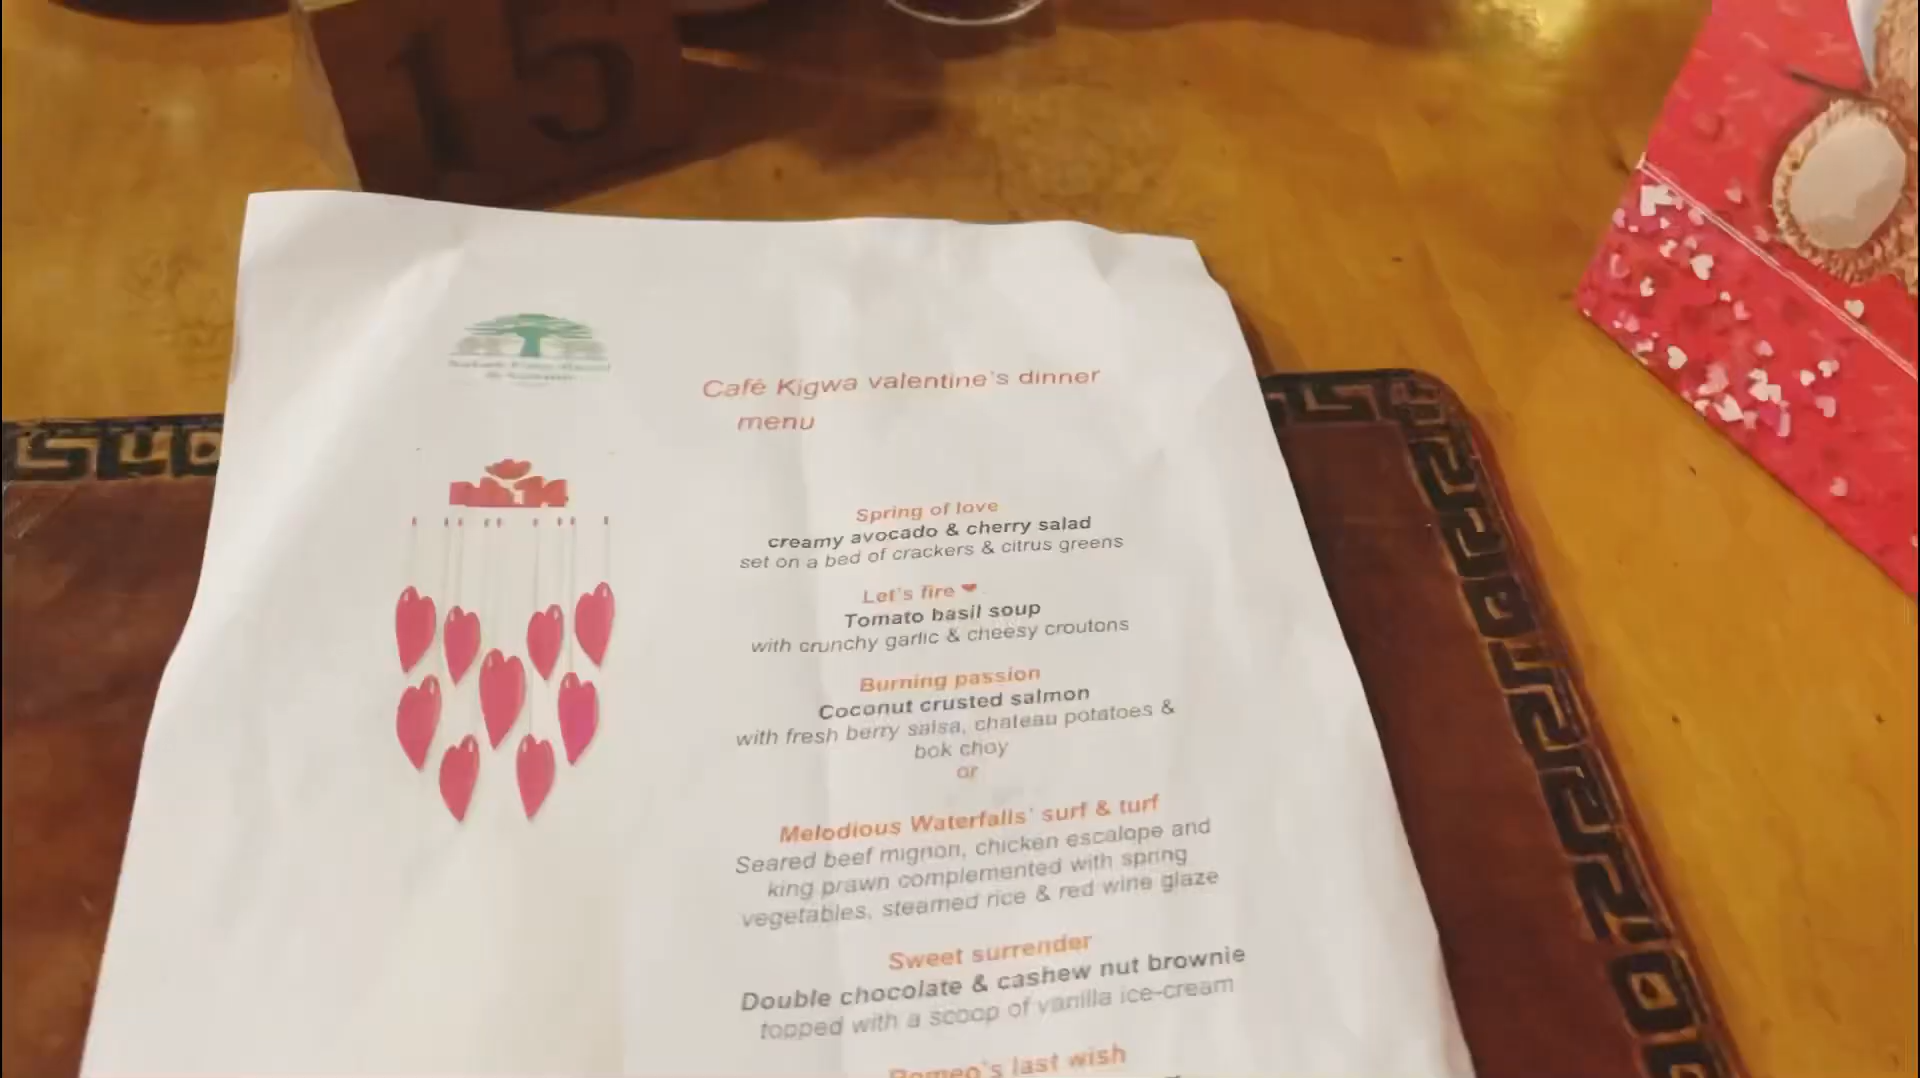 15
Café Kigwa valentine's dinner
menu
Spring of love
creamy avocado & cherry salad
set on a bed of crackers & citrus greens
Let's fire ❤
Tomato basil soup
with crunchy garlic & cheesy croutons
Burning passion
Coconut crusted salmon
with fresh berry salsa, chateau potatoes &
bok choy
or
Melodious Waterfalls' surf & turf
Seared beef mignon, chicken escalope and
king prawn complemented with spring
vegetables, steamed rice & red wine glaze
Sweet surrender
Double chocolate & cashew nut brownie
topped with a scoop of vanilla ice-cream
Romeo's last wish